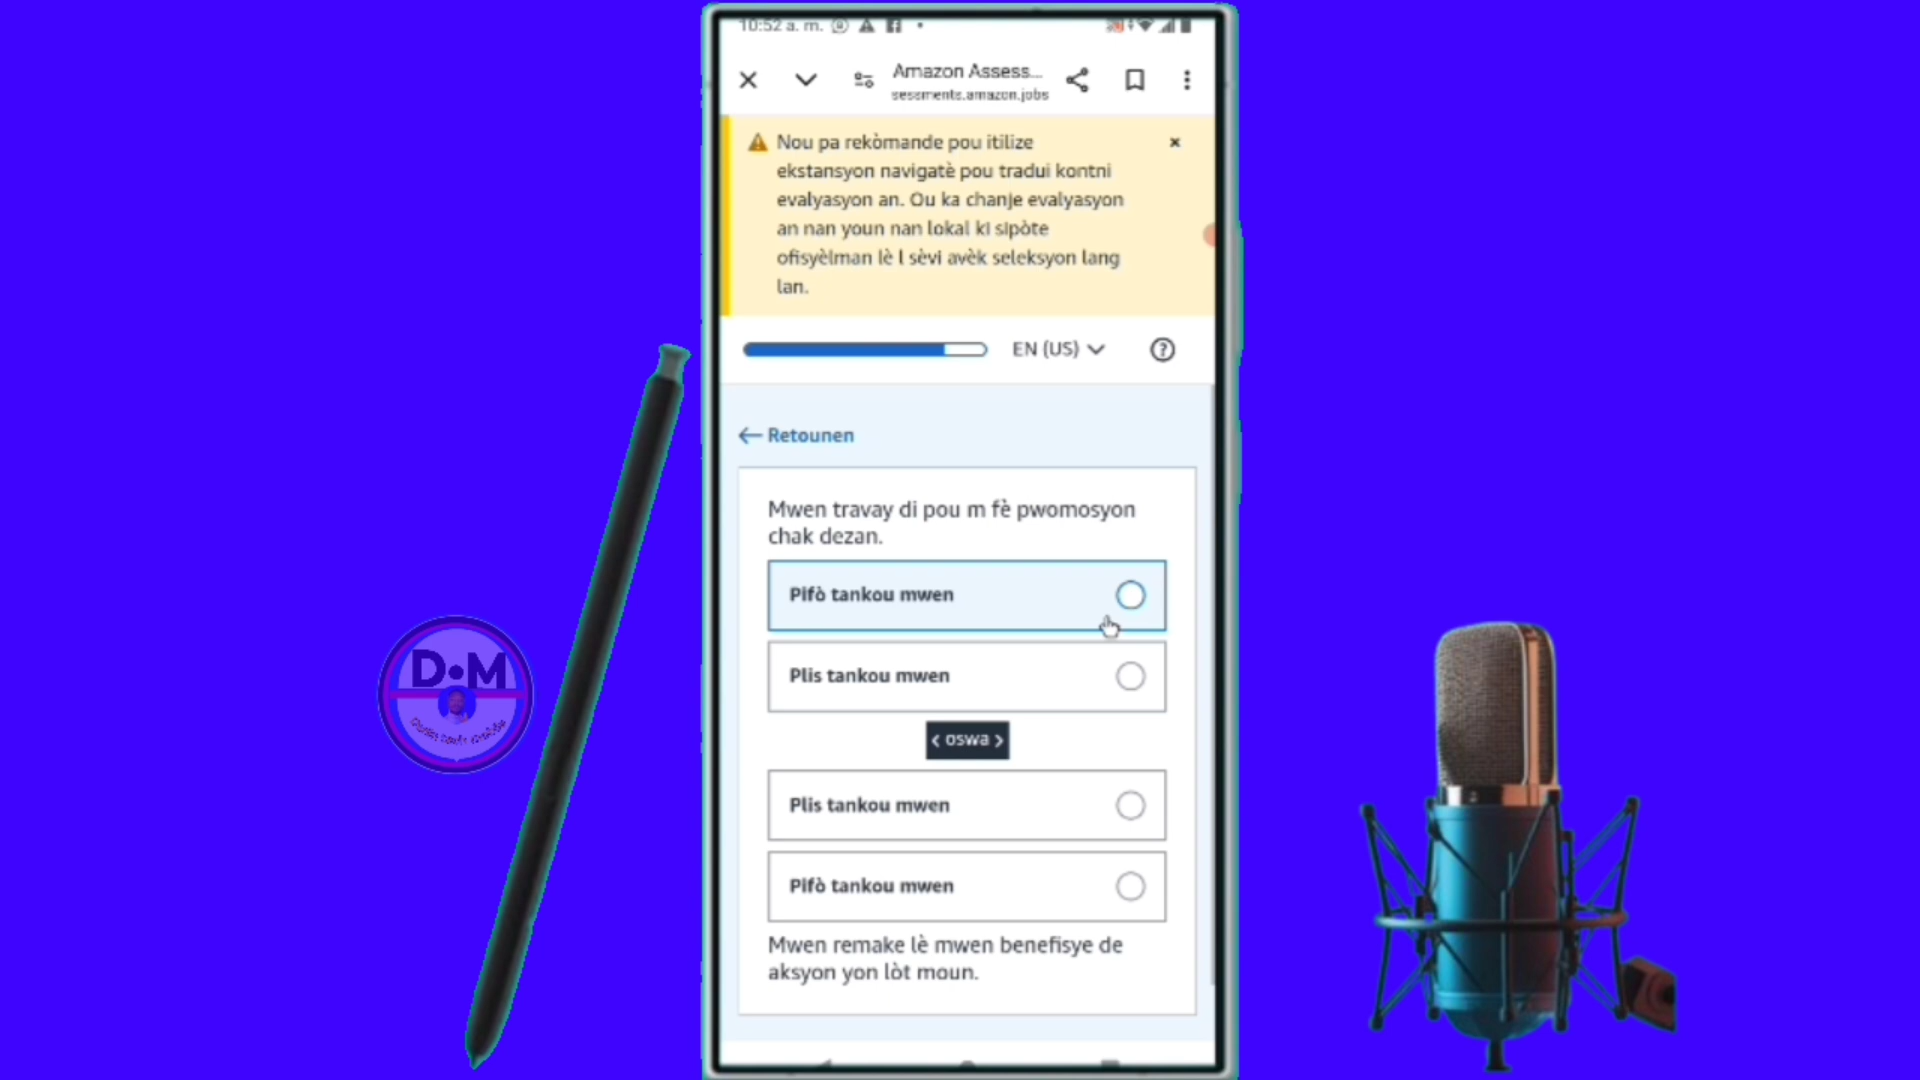 10:52 a. m.
Amazon Assess...
sessments.amazon.jobs
Nou pa rekòmande pou itilize
ekstansyon navigatè pou tradui kontni
evalyasyon an. Ou ka chanje evalyasyon
an nan youn nan lokal ki sipòte
ofisyèlman lè l sèvi avèk seleksyon lang
lan.
EN (US)
Retounen
Mwen travay di pou m fè pwomosyon
chak dezan.
Pifò tankou mwen
Plis tankou mwen
oswa
Plis tankou mwen
Pifò tankou mwen
Mwen remake lè mwen benefisye de
aksyon yon lòt moun.
D•M